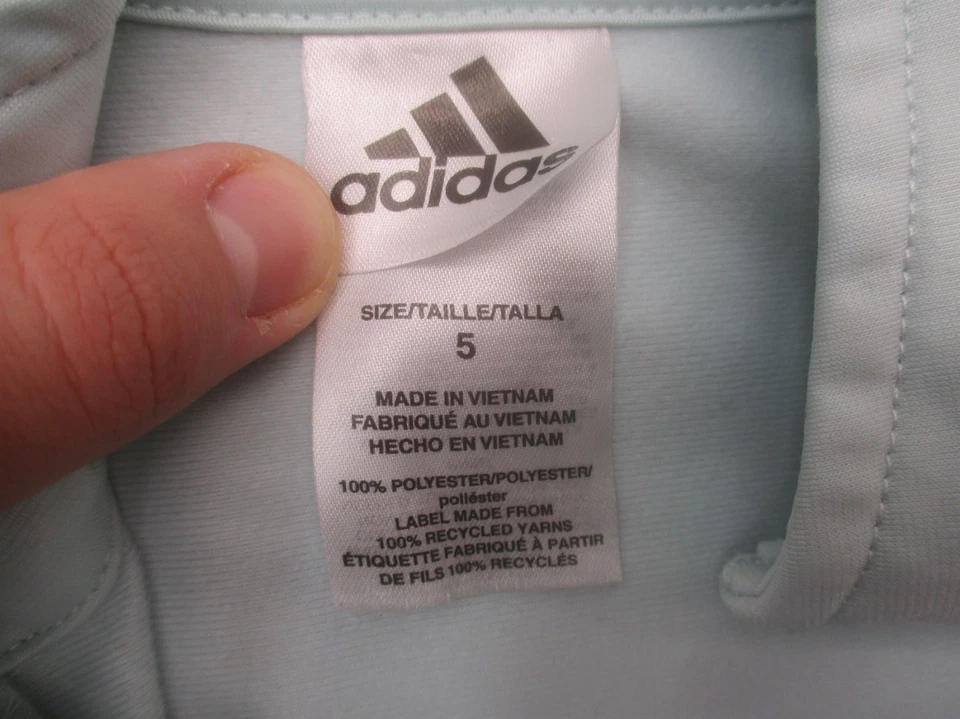 adidas
SIZE/TAILLE/TALLA
5
MADE IN VIETNAM
FABRIQUÉ AU VIETNAM
HECHO EN VIETNAM
100% POLYESTER/POLYESTER/
poliéster
LABEL MADE FROM
100% RECYCLED YARNS
ÉTIQUETTE FABRIQUÉ À PARTIR
DE FILS 100% RECYCLÉS